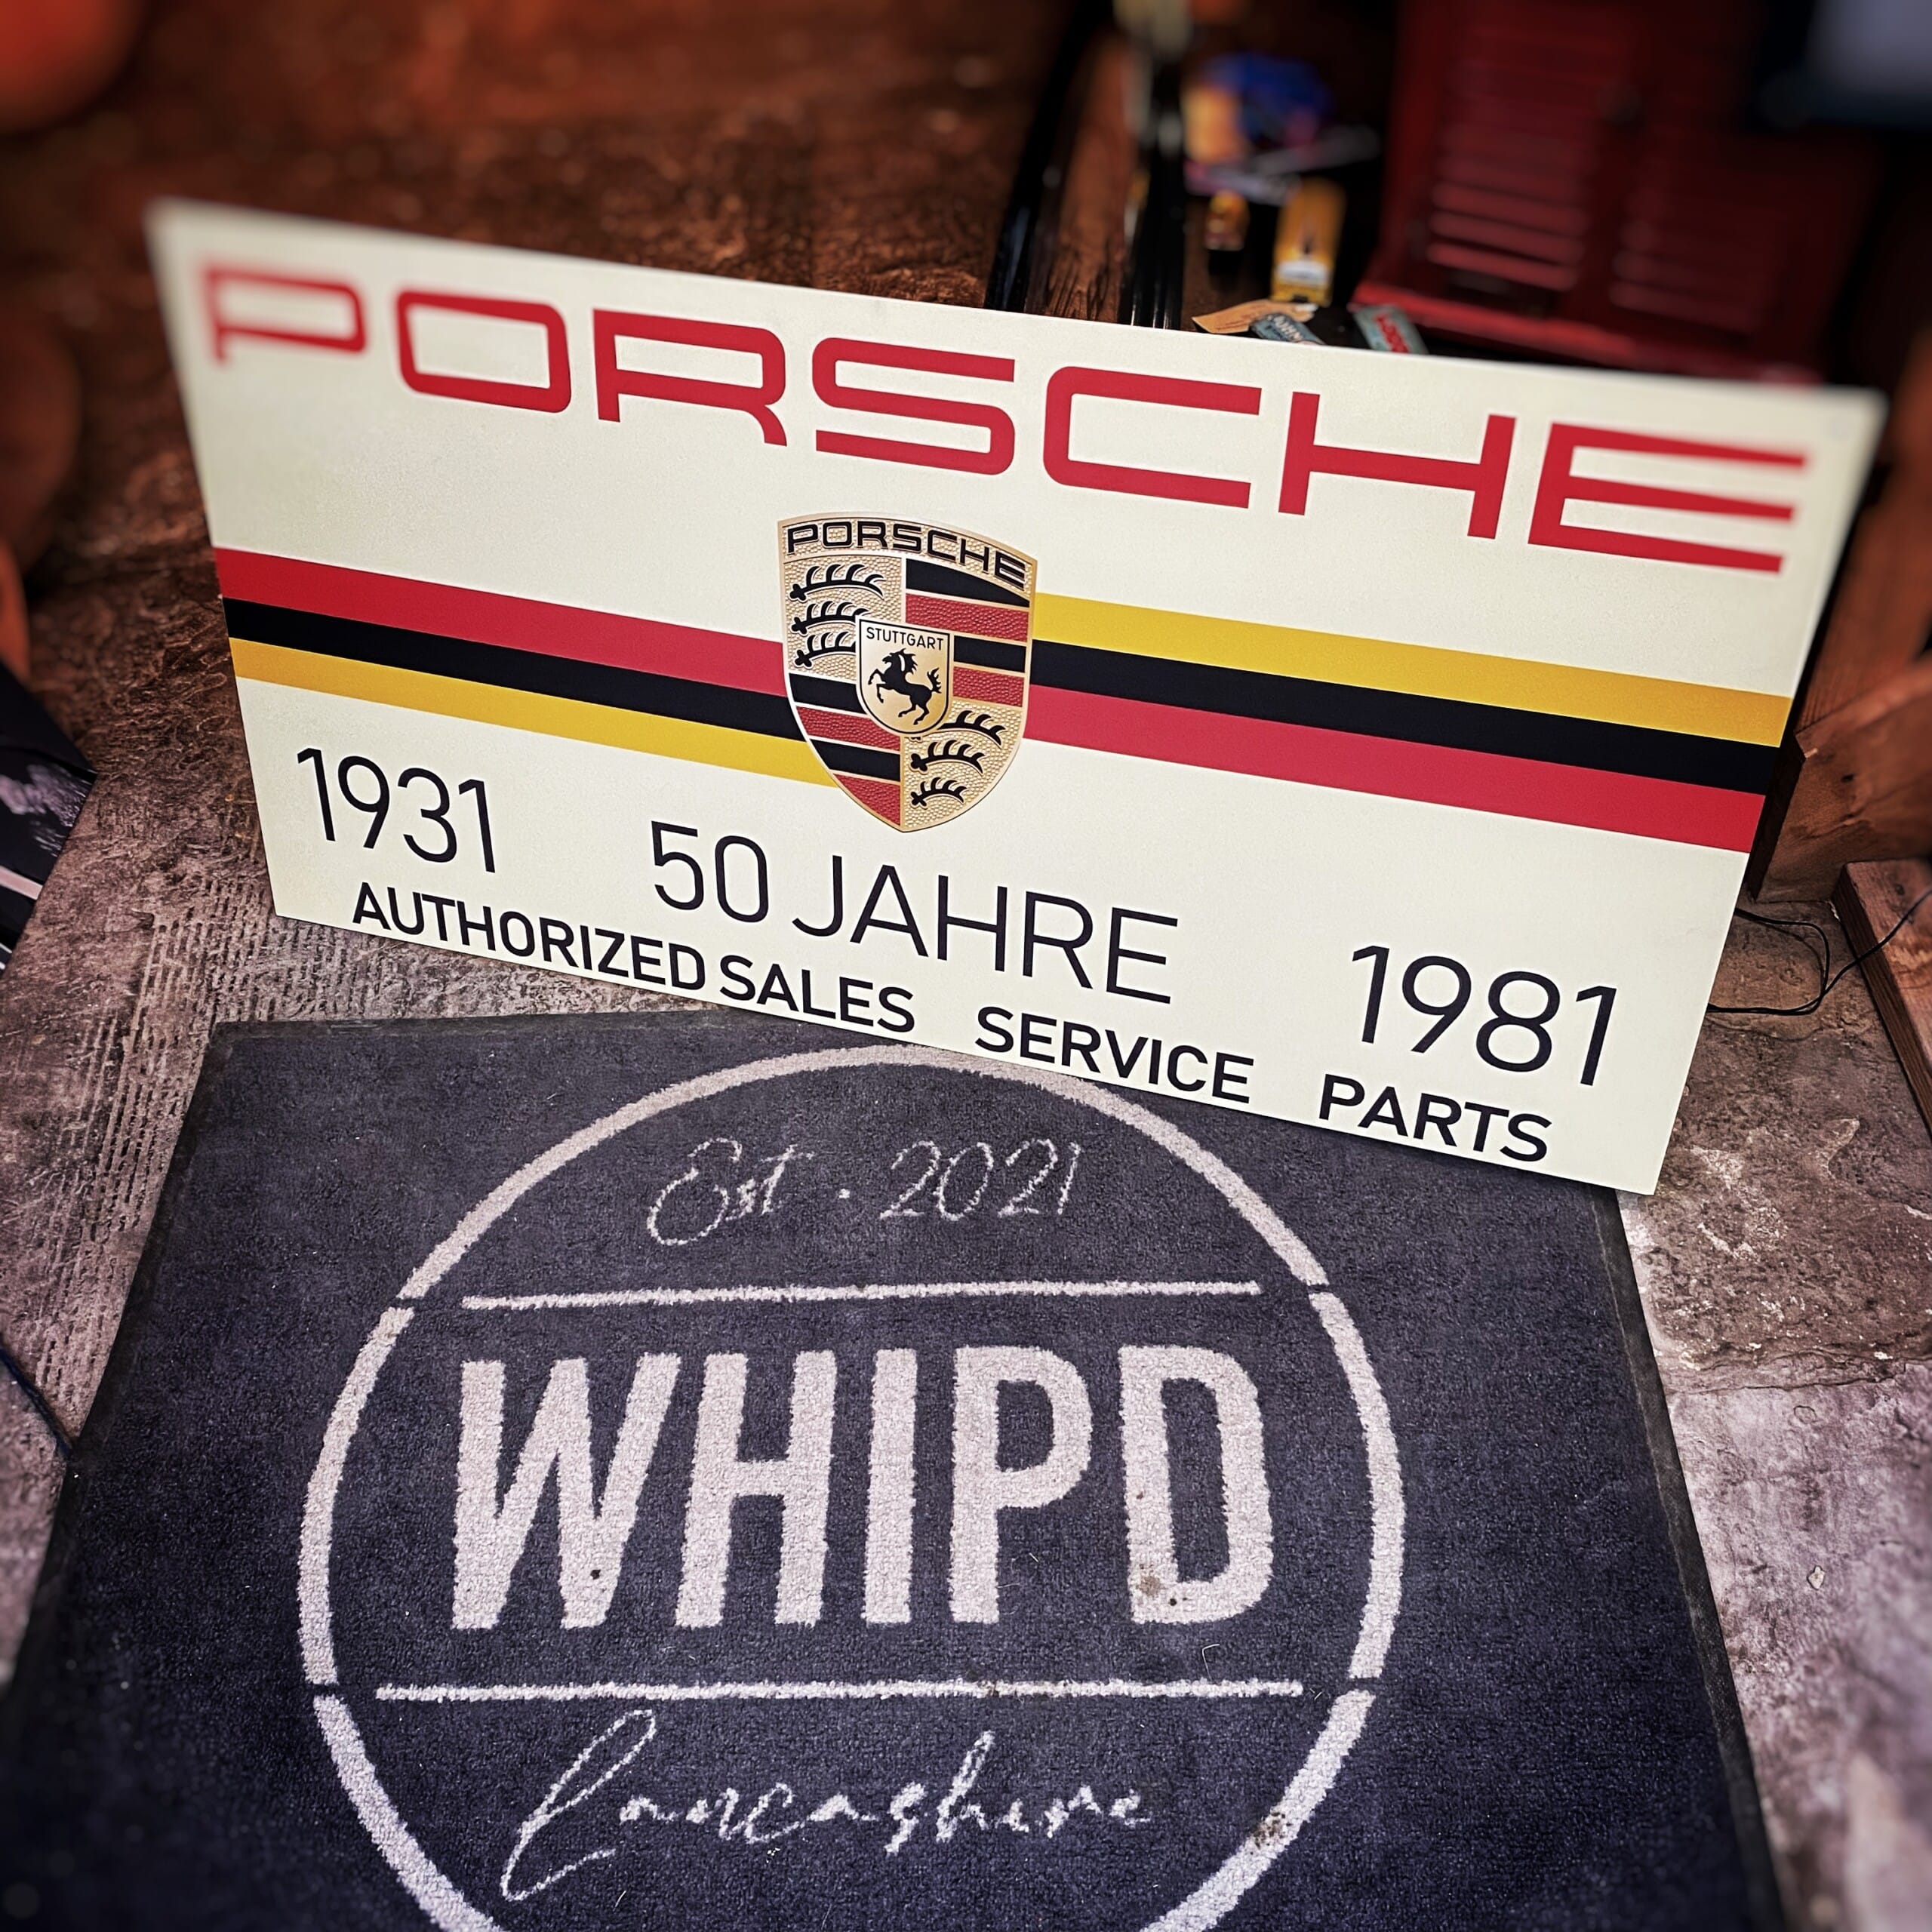 PORSCHE
PORSCHE
STUTTGART
1931 50 JAHRE 1981
AUTHORIZED SALES SERVICE PARTS
Est. 2021
WHIPD
Lancashire